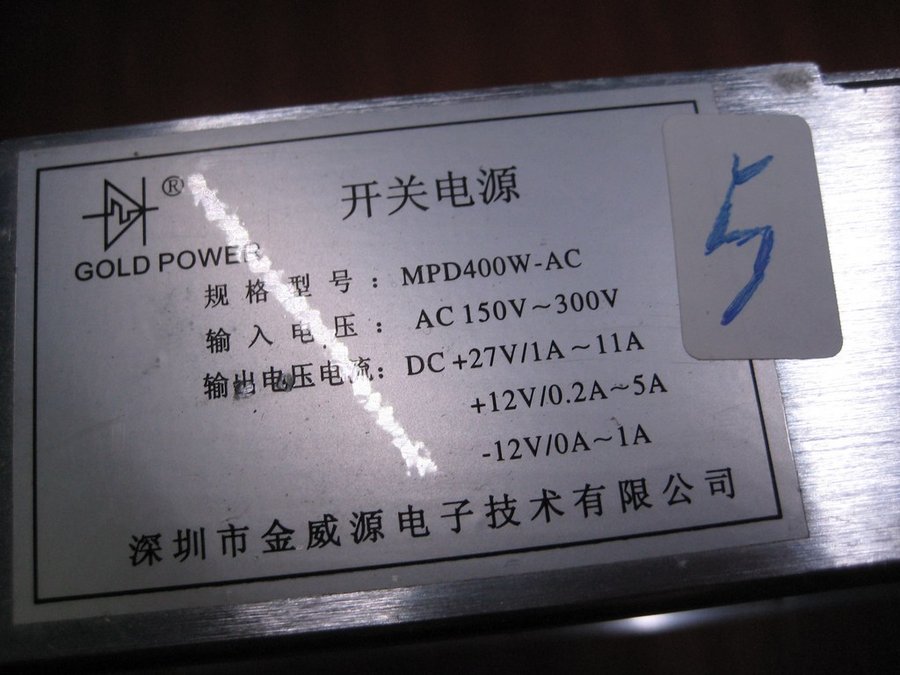 ®
开关电源
GOLD POWER
规格型号：MPD400W-AC
输入电压：AC 150V～300V
输出电压电流：DC +27V/1A～11A
+12V/0.2A～5A
-12V/0A～1A
深圳市金威源电子技术有限公司
5